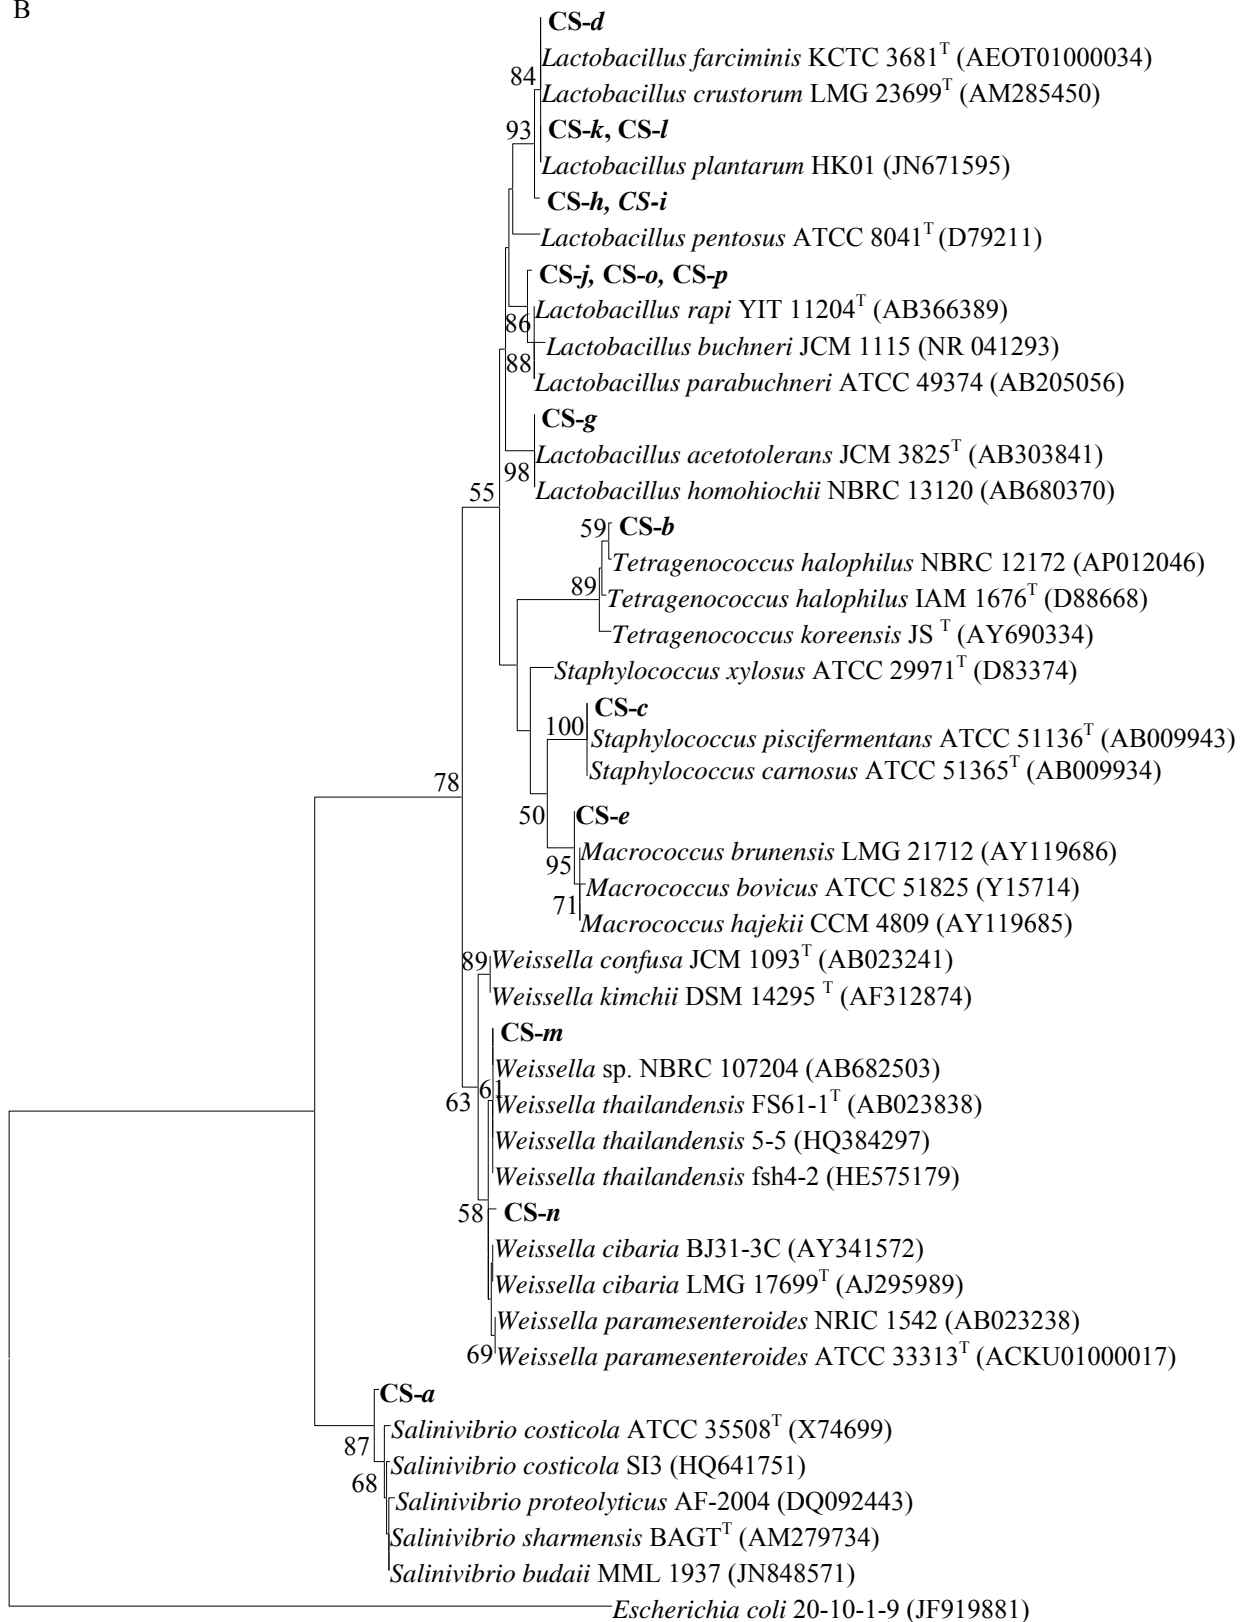 B
CS-d
Lactobacillus farciminis KCTC 3681T (AEOT01000034)
84
Lactobacillus crustorum LMG 23699T (AM285450)
93
CS-k, CS-l
Lactobacillus plantarum HK01 (JN671595)
CS-h, CS-i
Lactobacillus pentosus ATCC 8041T (D79211)
CS-j, CS-o, CS-p
Lactobacillus rapi YIT 11204T (AB366389)
86
Lactobacillus buchneri JCM 1115 (NR 041293)
88
Lactobacillus parabuchneri ATCC 49374 (AB205056)
CS-g
Lactobacillus acetotolerans JCM 3825T (AB303841)
98
Lactobacillus homohiochii NBRC 13120 (AB680370)
55
59
CS-b
Tetragenococcus halophilus NBRC 12172 (AP012046)
89
Tetragenococcus halophilus IAM 1676T (D88668)
Tetragenococcus koreensis JS T (AY690334)
Staphylococcus xylosus ATCC 29971T (D83374)
CS-c
100
Staphylococcus piscifermentans ATCC 51136T (AB009943)
Staphylococcus carnosus ATCC 51365T (AB009934)
78
50
CS-e
Macrococcus brunensis LMG 21712 (AY119686)
95
Macrococcus bovicus ATCC 51825 (Y15714)
71
Macrococcus hajekii CCM 4809 (AY119685)
89
Weissella confusa JCM 1093T (AB023241)
Weissella kimchii DSM 14295 T (AF312874)
CS-m
Weissella sp. NBRC 107204 (AB682503)
61
63
Weissella thailandensis FS61-1T (AB023838)
Weissella thailandensis 5-5 (HQ384297)
Weissella thailandensis fsh4-2 (HE575179)
58
CS-n
Weissella cibaria BJ31-3C (AY341572)
Weissella cibaria LMG 17699T (AJ295989)
Weissella paramesenteroides NRIC 1542 (AB023238)
69
Weissella paramesenteroides ATCC 33313T (ACKU01000017)
CS-a
Salinivibrio costicola ATCC 35508T (X74699)
87
Salinivibrio costicola SI3 (HQ641751)
68
Salinivibrio proteolyticus AF-2004 (DQ092443)
Salinivibrio sharmensis BAGTT (AM279734)
Salinivibrio budaii MML 1937 (JN848571)
Escherichia coli 20-10-1-9 (JF919881)